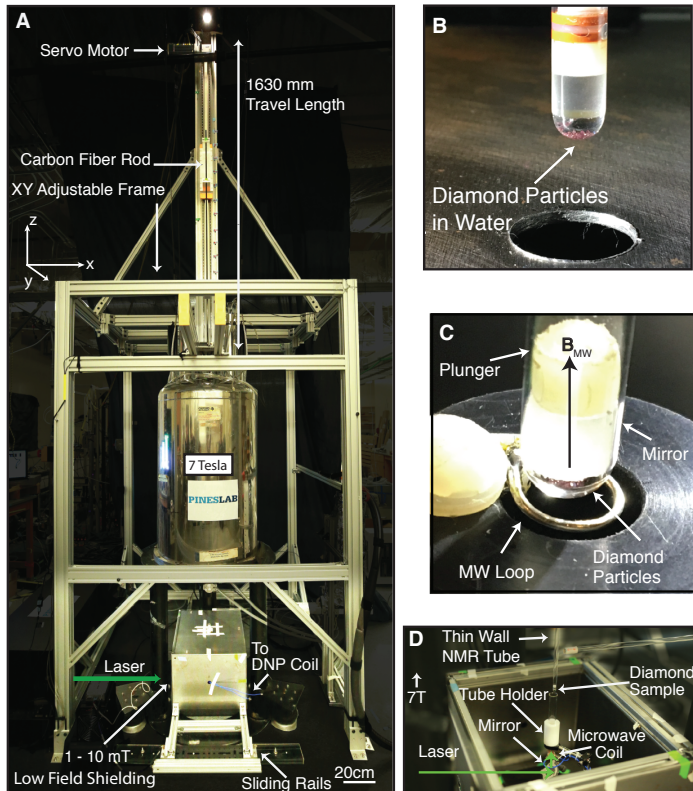 A
Servo Motor
1630 mm
Travel Length
Carbon Fiber Rod
XY Adjustable Frame
z
x
y
7 Tesla
PINESLAB
Laser
To
DNP Coil
1 - 10 mT
Low Field Shielding
Sliding Rails
20cm
B
Diamond Particles
in Water
C
B MW
Plunger
Mirror
MW Loop
Diamond
Particles
D
Thin Wall
NMR Tube
7T
Diamond
Sample
Tube Holder
Mirror
Microwave
Coil
Laser